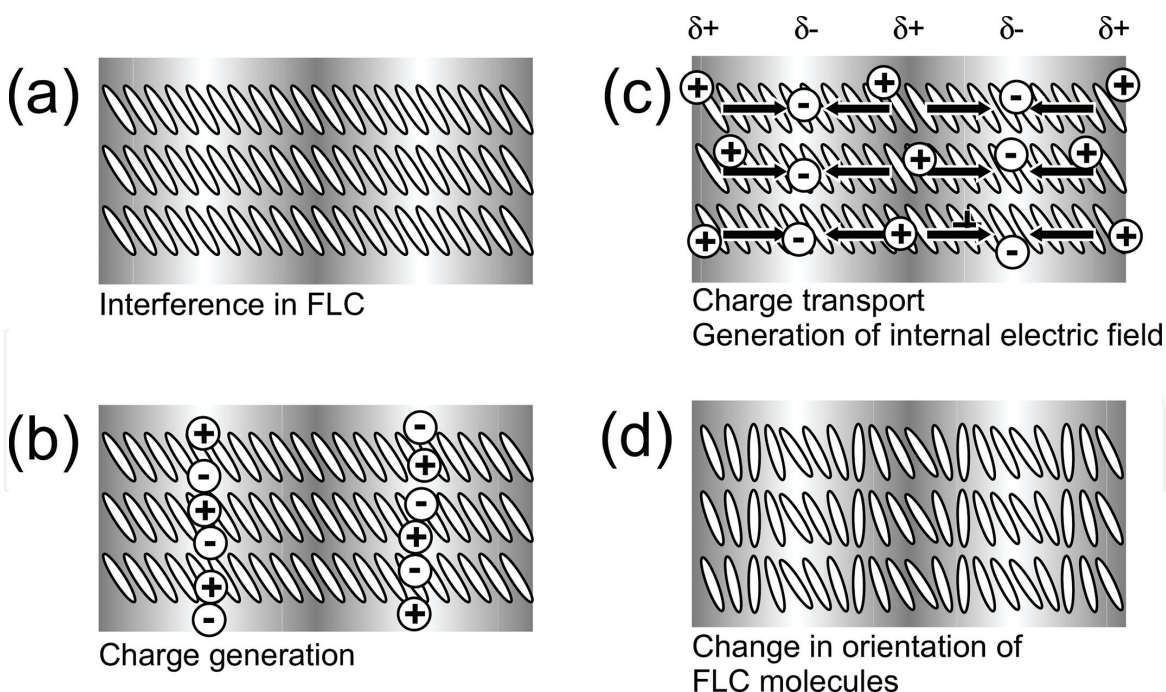 (a)
Interference in FLC
(b)
+ -
- +
+ -
- +
+ -
- +
Charge generation
δ+ δ- δ+ δ- δ+
(c)
+ - + - +
+ - + - +
+ - + - +
Charge transport
Generation of internal electric field
(d)
Change in orientation of
FLC molecules